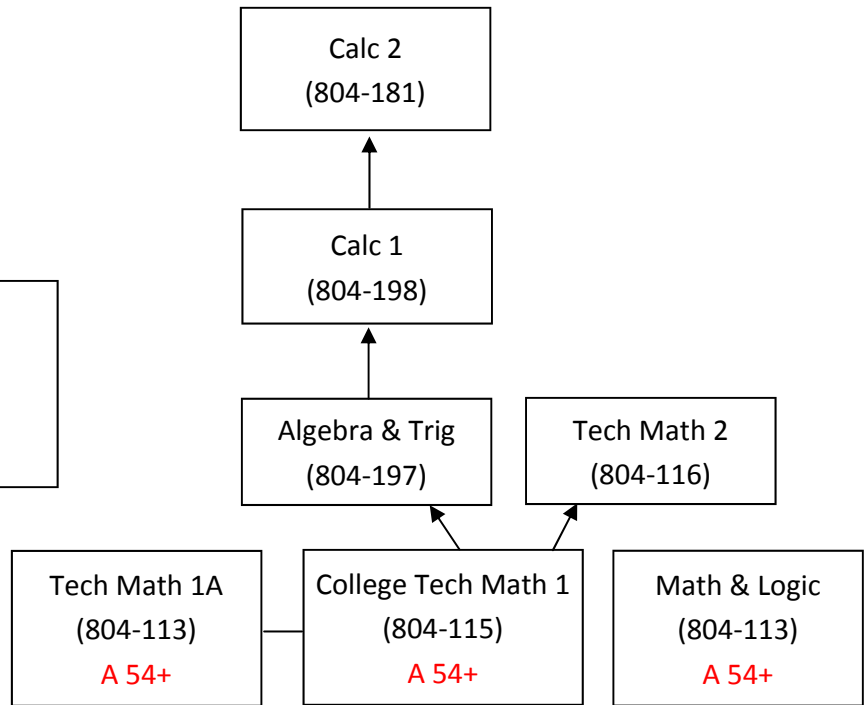 Calc 2
(804-181)
Calc 1
(804-198)
Algebra & Trig
(804-197)
Tech Math 2
(804-116)
Tech Math 1A
(804-113)
A 54+
College Tech Math 1
(804-115)
A 54+
Math & Logic
(804-113)
A 54+